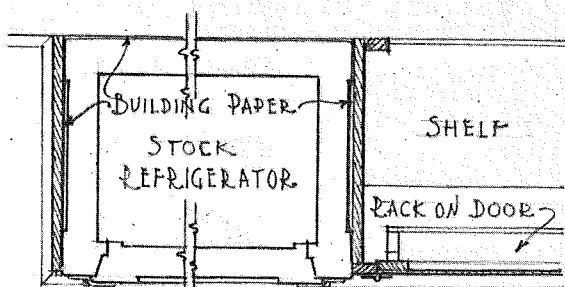 BUILDING PAPER
STOCK
REFRIGERATOR
SHELF
RACK ON DOOR